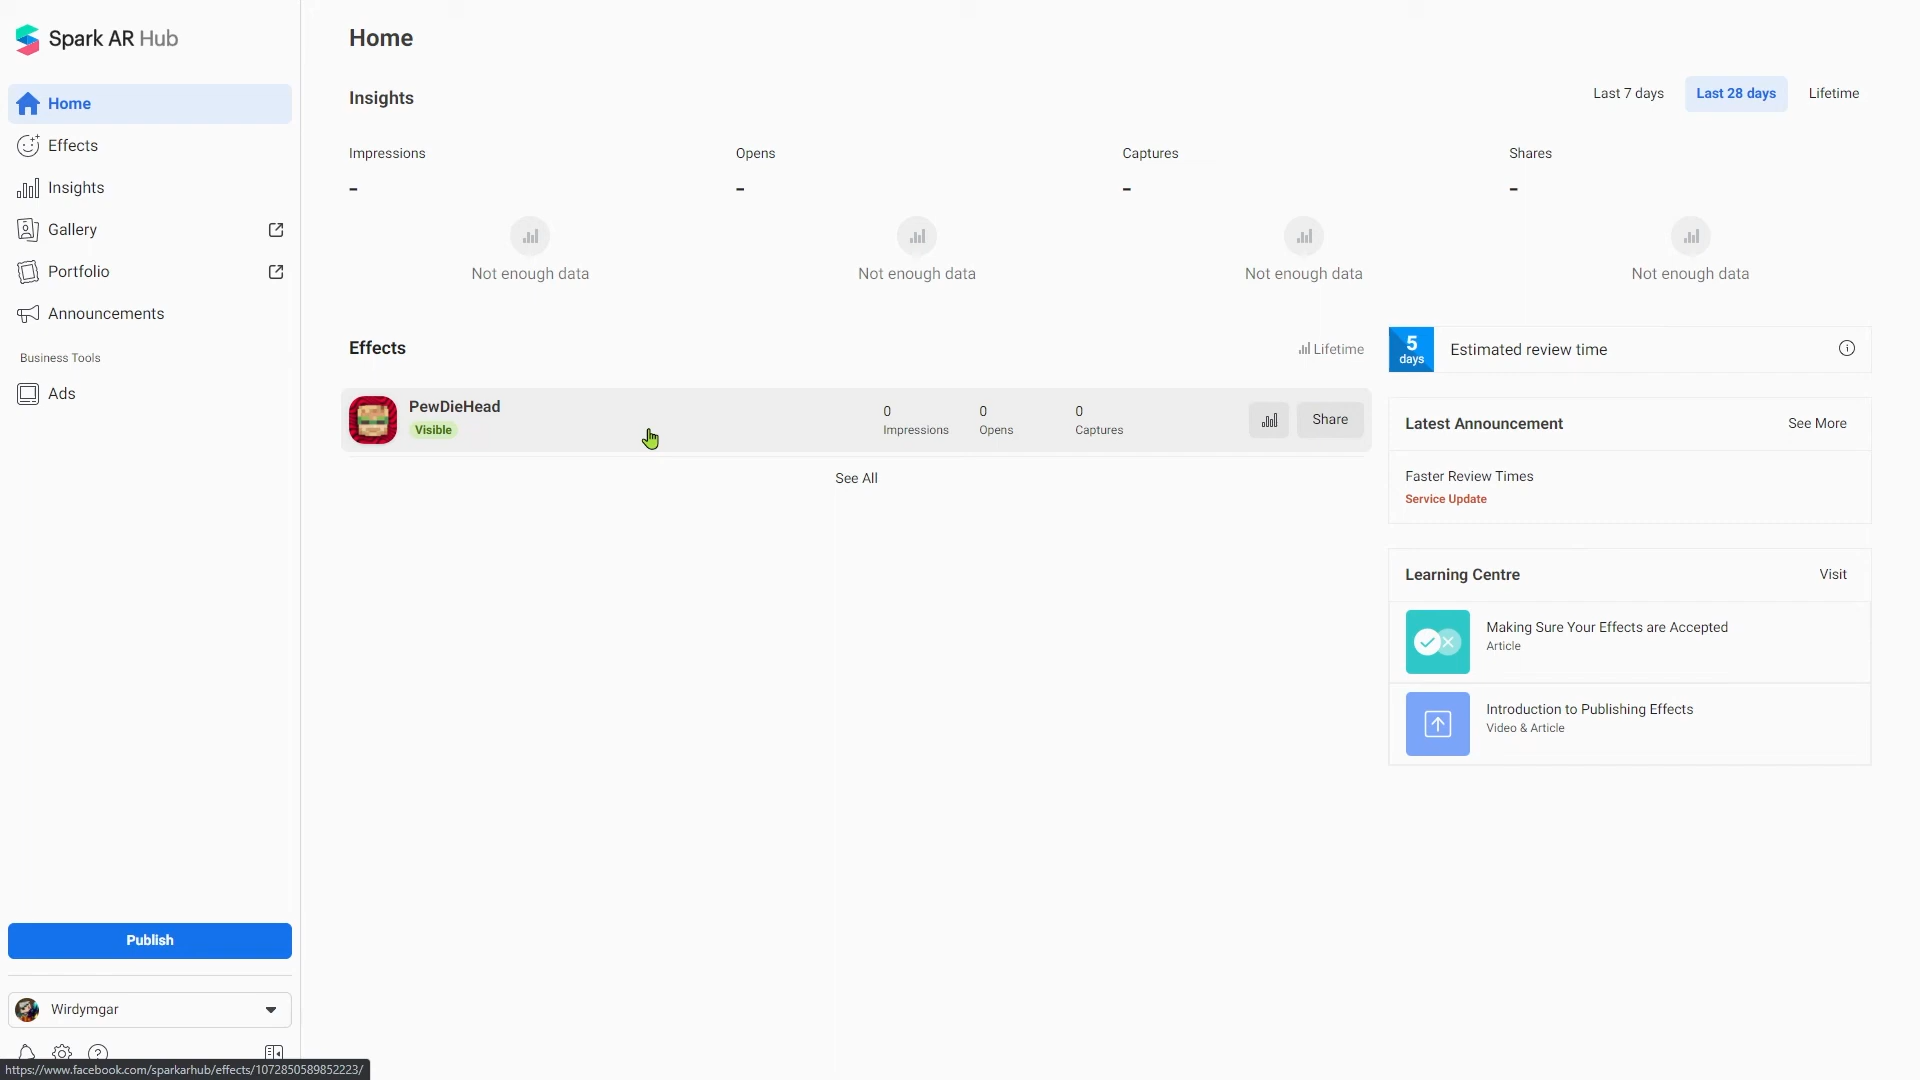 Spark AR Hub
Home
Effects
Insights
Gallery
Portfolio
Announcements
Business Tools
Ads
Publish
Wirdymgar
https://www.facebook.com/sparkarhub/effects/1072850589852223/
Home
Insights
Last 7 days
Last 28 days
Lifetime
Impressions
-
Not enough data
Opens
-
Not enough data
Captures
-
Not enough data
Shares
-
Not enough data
Effects
Lifetime
PewDieHead
Visible
0
Impressions
0
Opens
0
Captures
Share
See All
5
days
Estimated review time
Latest Announcement
See More
Faster Review Times
Service Update
Learning Centre
Visit
Making Sure Your Effects are Accepted
Article
Introduction to Publishing Effects
Video & Article